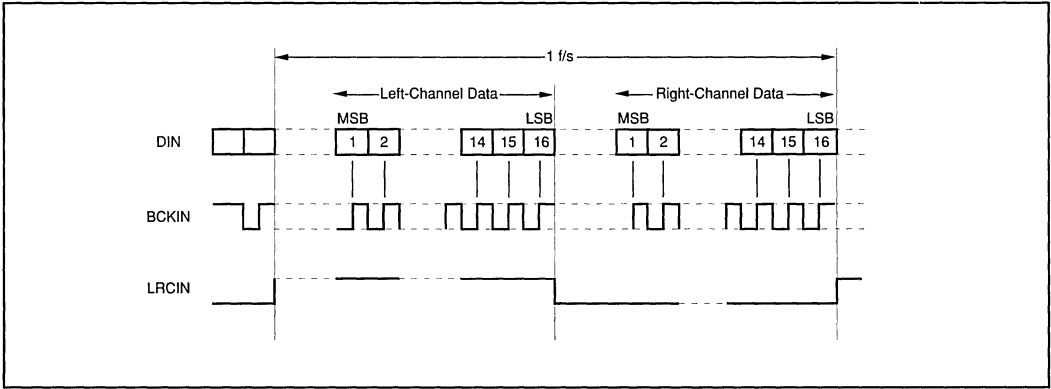 1 f/s
Left-Channel Data
Right-Channel Data
MSB
LSB
MSB
LSB
DIN
1
2
14
15
16
1
2
14
15
16
BCKIN
LRCIN